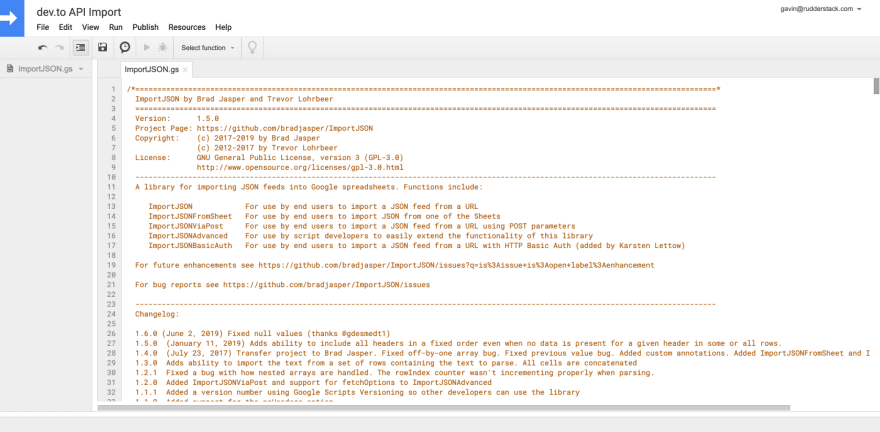 dev.to API Import
gavin@rudderstack.com
File Edit View Run Publish Resources Help
Select function
ImportJSON.gs
ImportJSON.gs ×
1 /*====================================================================================================================================*
2 ImportJSON by Brad Jasper and Trevor Lohrbeer
3 ====================================================================================================================================
4 Version: 1.5.0
5 Project Page: https://github.com/bradjasper/ImportJSON
6 Copyright: (c) 2017-2019 by Brad Jasper
7 (c) 2012-2017 by Trevor Lohrbeer
8 License: GNU General Public License, version 3 (GPL-3.0)
9 http://www.opensource.org/licenses/gpl-3.0.html
10 ------------------------------------------------------------------------------------------------------------------------------------
11 A library for importing JSON feeds into Google spreadsheets. Functions include:
12
13 ImportJSON For use by end users to import a JSON feed from a URL
14 ImportJSONFromSheet For use by end users to import JSON from one of the Sheets
15 ImportJSONViaPost For use by end users to import a JSON feed from a URL using POST parameters
16 ImportJSONAdvanced For use by script developers to easily extend the functionality of this library
17 ImportJSONBasicAuth For use by end users to import a JSON feed from a URL with HTTP Basic Auth (added by Karsten Lettow)
18
19 For future enhancements see https://github.com/bradjasper/ImportJSON/issues?q=is%3Aissue+is%3Aopen+label%3Aenhancement
20
21 For bug reports see https://github.com/bradjasper/ImportJSON/issues
22
23 ------------------------------------------------------------------------------------------------------------------------------------
24 Changelog:
25
26 1.6.0 (June 2, 2019) Fixed null values (thanks @gdesmedt1)
27 1.5.0 (January 11, 2019) Adds ability to include all headers in a fixed order even when no data is present for a given header in some or all rows.
28 1.4.0 (July 23, 2017) Transfer project to Brad Jasper. Fixed off-by-one array bug. Fixed previous value bug. Added custom annotations. Added ImportJSONFromSheet and I
29 1.3.0 Adds ability to import the text from a set of rows containing the text to parse. All cells are concatenated
30 1.2.1 Fixed a bug with how nested arrays are handled. The rowIndex counter wasn't incrementing properly when parsing.
31 1.2.0 Added ImportJSONViaPost and support for fetchOptions to ImportJSONAdvanced
32 1.1.1 Added a version number using Google Scripts Versioning so other developers can use the library
33 1.1.0 Added support for the noHeaders option